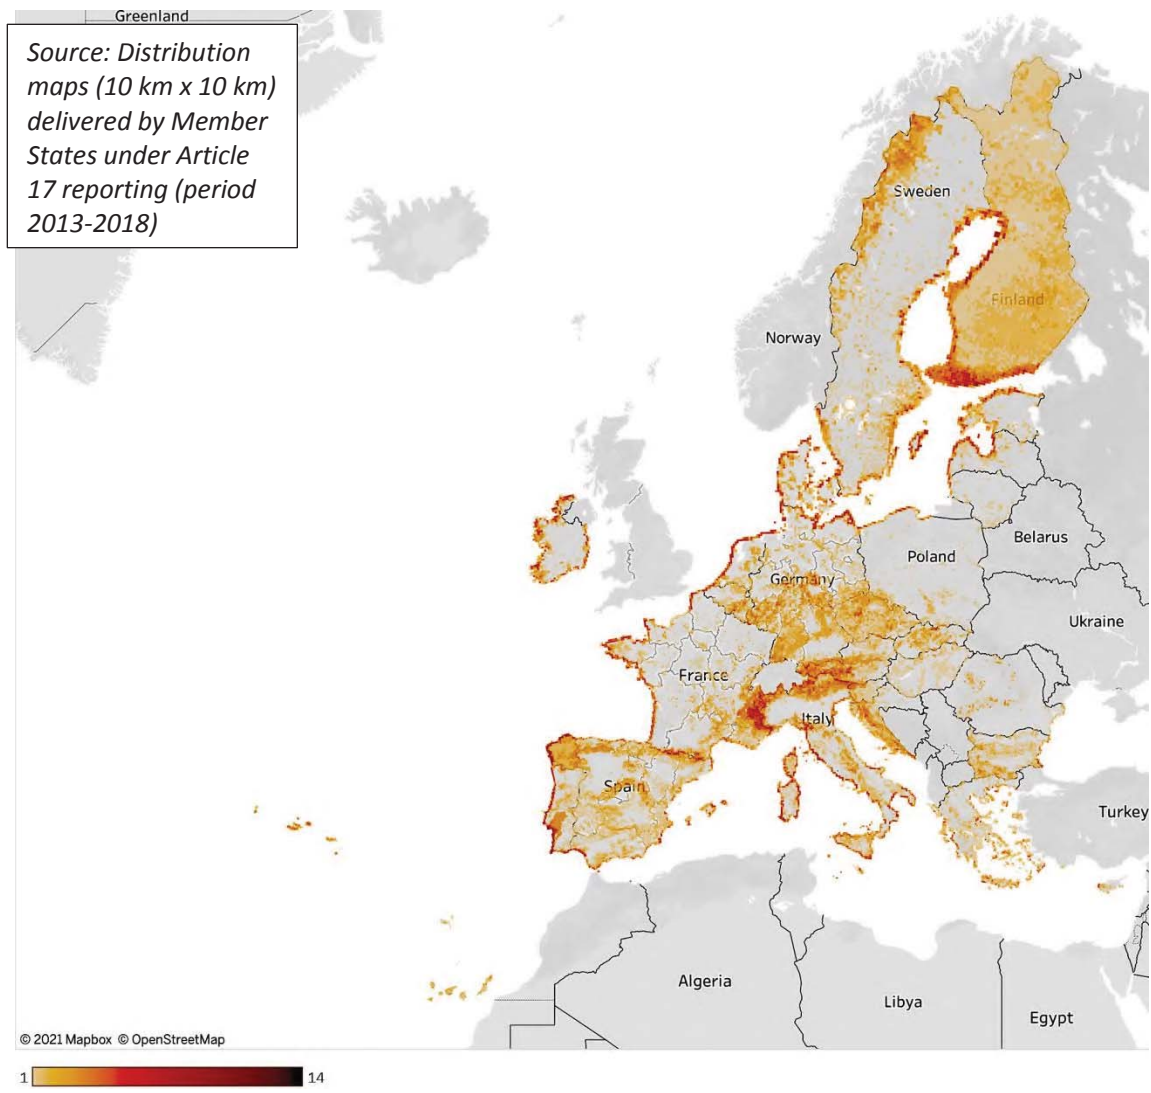 Greenland
Source: Distribution
maps (10 km x 10 km)
delivered by Member
States under Article
17 reporting (period
2013-2018)
Sweden
Finland
Norway
Belarus
Poland
Germany
Ukraine
France
Italy
Spain
Turkey
Algeria
Libya
Egypt
© 2021 Mapbox © OpenStreetMap
1 14